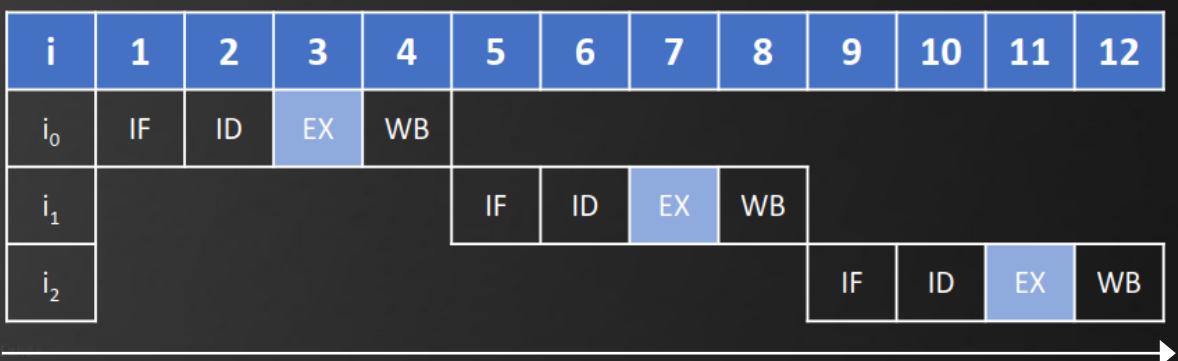 i 1 2 3 4 5 6 7 8 9 10 11 12
i₀ IF ID EX WB
i₁ IF ID EX WB
i₂ IF ID EX WB